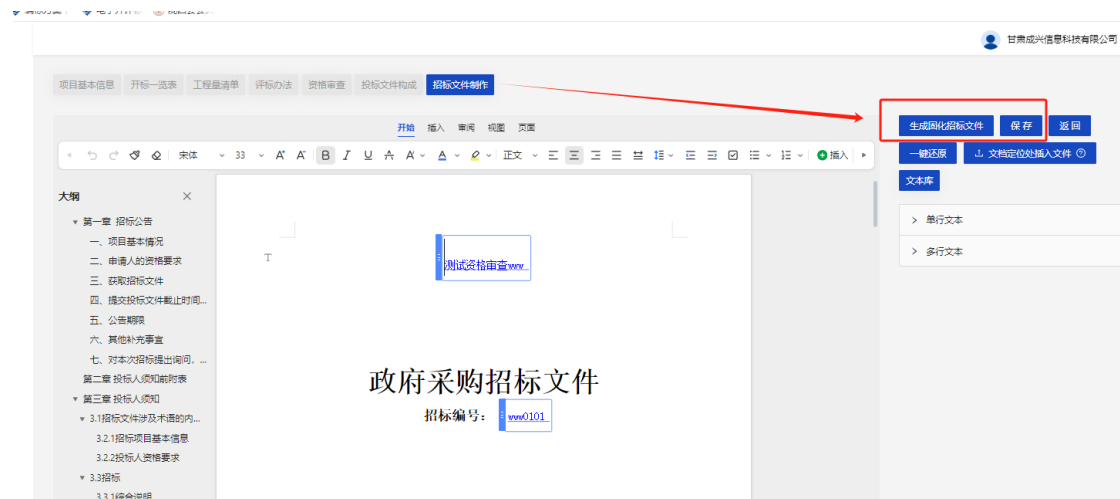 甘肃成兴信息科技有限公司
项目基本信息 开标一览表 工程量清单 评标办法 资格审查 投标文件构成 招标文件制作
开始 插入 审阅 视图 页面
生成固化招标文件 保存 返回
宋体 33 A⁺ A⁻ B I U A A A 正文 插入
一键还原 文档定位处插入文件
文本库
大纲
第一章 招标公告
一、项目基本情况
二、申请人的资格要求
三、获取招标文件
四、提交投标文件截止时间...
五、公告期限
六、其他补充事宜
七、对本次招标提出询问，...
第二章 投标人须知前附表
第三章 投标人须知
3.1招标文件涉及术语的内...
3.2.1招标项目基本信息
3.2.2投标人资格要求
3.3招标
3.3.1综合说明
单行文本
多行文本
测试资格审查www
政府采购招标文件
招标编号： www0101